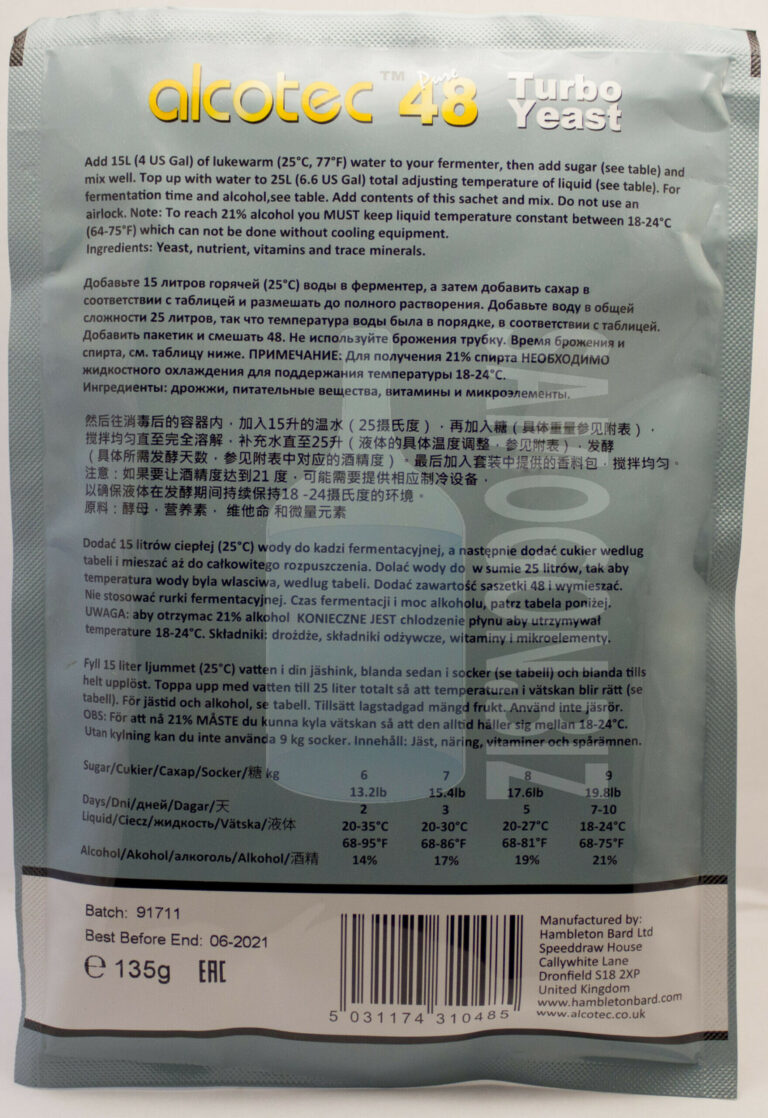 alcotec™ 48 Pure Turbo Yeast
Add 15L (4 US Gal) of lukewarm (25°C, 77°F) water to your fermenter, then add sugar (see table) and
mix well. Top up with water to 25L (6.6 US Gal) total adjusting temperature of liquid (see table). For
fermentation time and alcohol,see table. Add contents of this sachet and mix. Do not use an
airlock. Note: To reach 21% alcohol you MUST keep liquid temperature constant between 18-24°C
(64-75°F) which can not be done without cooling equipment.
Ingredients: Yeast, nutrient, vitamins and trace minerals.
Добавьте 15 литров горячей (25°C) воды в ферментер, а затем добавить сахар в
соответствии с таблицей и размешать до полного растворения. Добавьте воду в общей
сложности 25 литров, так что температура воды была в порядке, в соответствии с таблицей.
Добавить пакетик и смешать 48. Не используйте брожения трубку. Время брожения и
спирта, см. таблицу ниже. ПРИМЕЧАНИЕ: Для получения 21% спирта НЕОБХОДИМО
жидкостного охлаждения для поддержания температуры 18-24°C.
Ингредиенты: дрожжи, питательные вещества, витамины и микроэлементы.
然后往消毒后的容器内，加入15升的温水（25摄氏度），再加入糖（具体重量参见附表），
搅拌均匀直至完全溶解，补充水直至25升（液体的具体温度调整，参见附表），发酵
（具体所需发酵天数，参见附表中对应的酒精度）。最后加入套装中提供的香料包，搅拌均匀。
注意：如果要让酒精度达到21 度，可能需要提供相应制冷设备，
以确保液体在发酵期间持续保持18 -24摄氏度的环境。
原料：酵母，营养素， 维他命 和微量元素
Dodać 15 litrów ciepłej (25°C) wody do kadzi fermentacyjnej, a następnie dodać cukier wedlug
tabeli i mieszać aż do całkowitego rozpuszczenia. Dolać wody do w sumie 25 litrów, tak aby
temperatura wody byla wlasciwa, wedlug tabeli. Dodać zawartość saszetki 48 i wymieszać.
Nie stosować rurki fermentacyjnej. Czas fermentacji i moc alkoholu, patrz tabela poniżej.
UWAGA: aby otrzymac 21% alkohol KONIECZNE JEST chlodzenie płynu aby utrzymywał
temperature 18-24°C. Składniki: drożdże, składniki odżywcze, witaminy i mikroelementy.
Fyll 15 liter ljummet (25°C) vatten i din jäshink, blanda sedan i socker (se tabell) och blanda tills
helt upplöst. Toppa upp med vatten till 25 liter totalt så att temperaturen i vätskan blir rätt (se
tabell). För jästid och alkohol, se tabell. Tillsätt lagstadgad mängd frukt. Använd inte jäsrör.
OBS: För att nå 21% MÅSTE du kunna kyla vätskan så att den alltid håller sig mellan 18-24°C.
Utan kylning kan du inte använda 9 kg socker. Innehåll: Jäst, näring, vitaminer och spårämnen.
Sugar/Cukier/Сахар/Socker/糖 kg 6 7 8 9
13.2lb 15.4lb 17.6lb 19.8lb
Days/Dni/дней/Dagar/天 2 3 5 7-10
Liquid/Ciecz/жидкость/Vätska/液体 20-35°C 20-30°C 20-27°C 18-24°C
68-95°F 68-86°F 68-81°F 68-75°F
Alcohol/Akohol/алкоголь/Alkohol/酒精 14% 17% 19% 21%
Batch: 91711
Best Before End: 06-2021
℮ 135g EAC
5 031174 310485
Manufactured by:
Hambleton Bard Ltd
Speeddraw House
Callywhite Lane
Dronfield S18 2XP
United Kingdom
www.hambletonbard.com
www.alcotec.co.uk